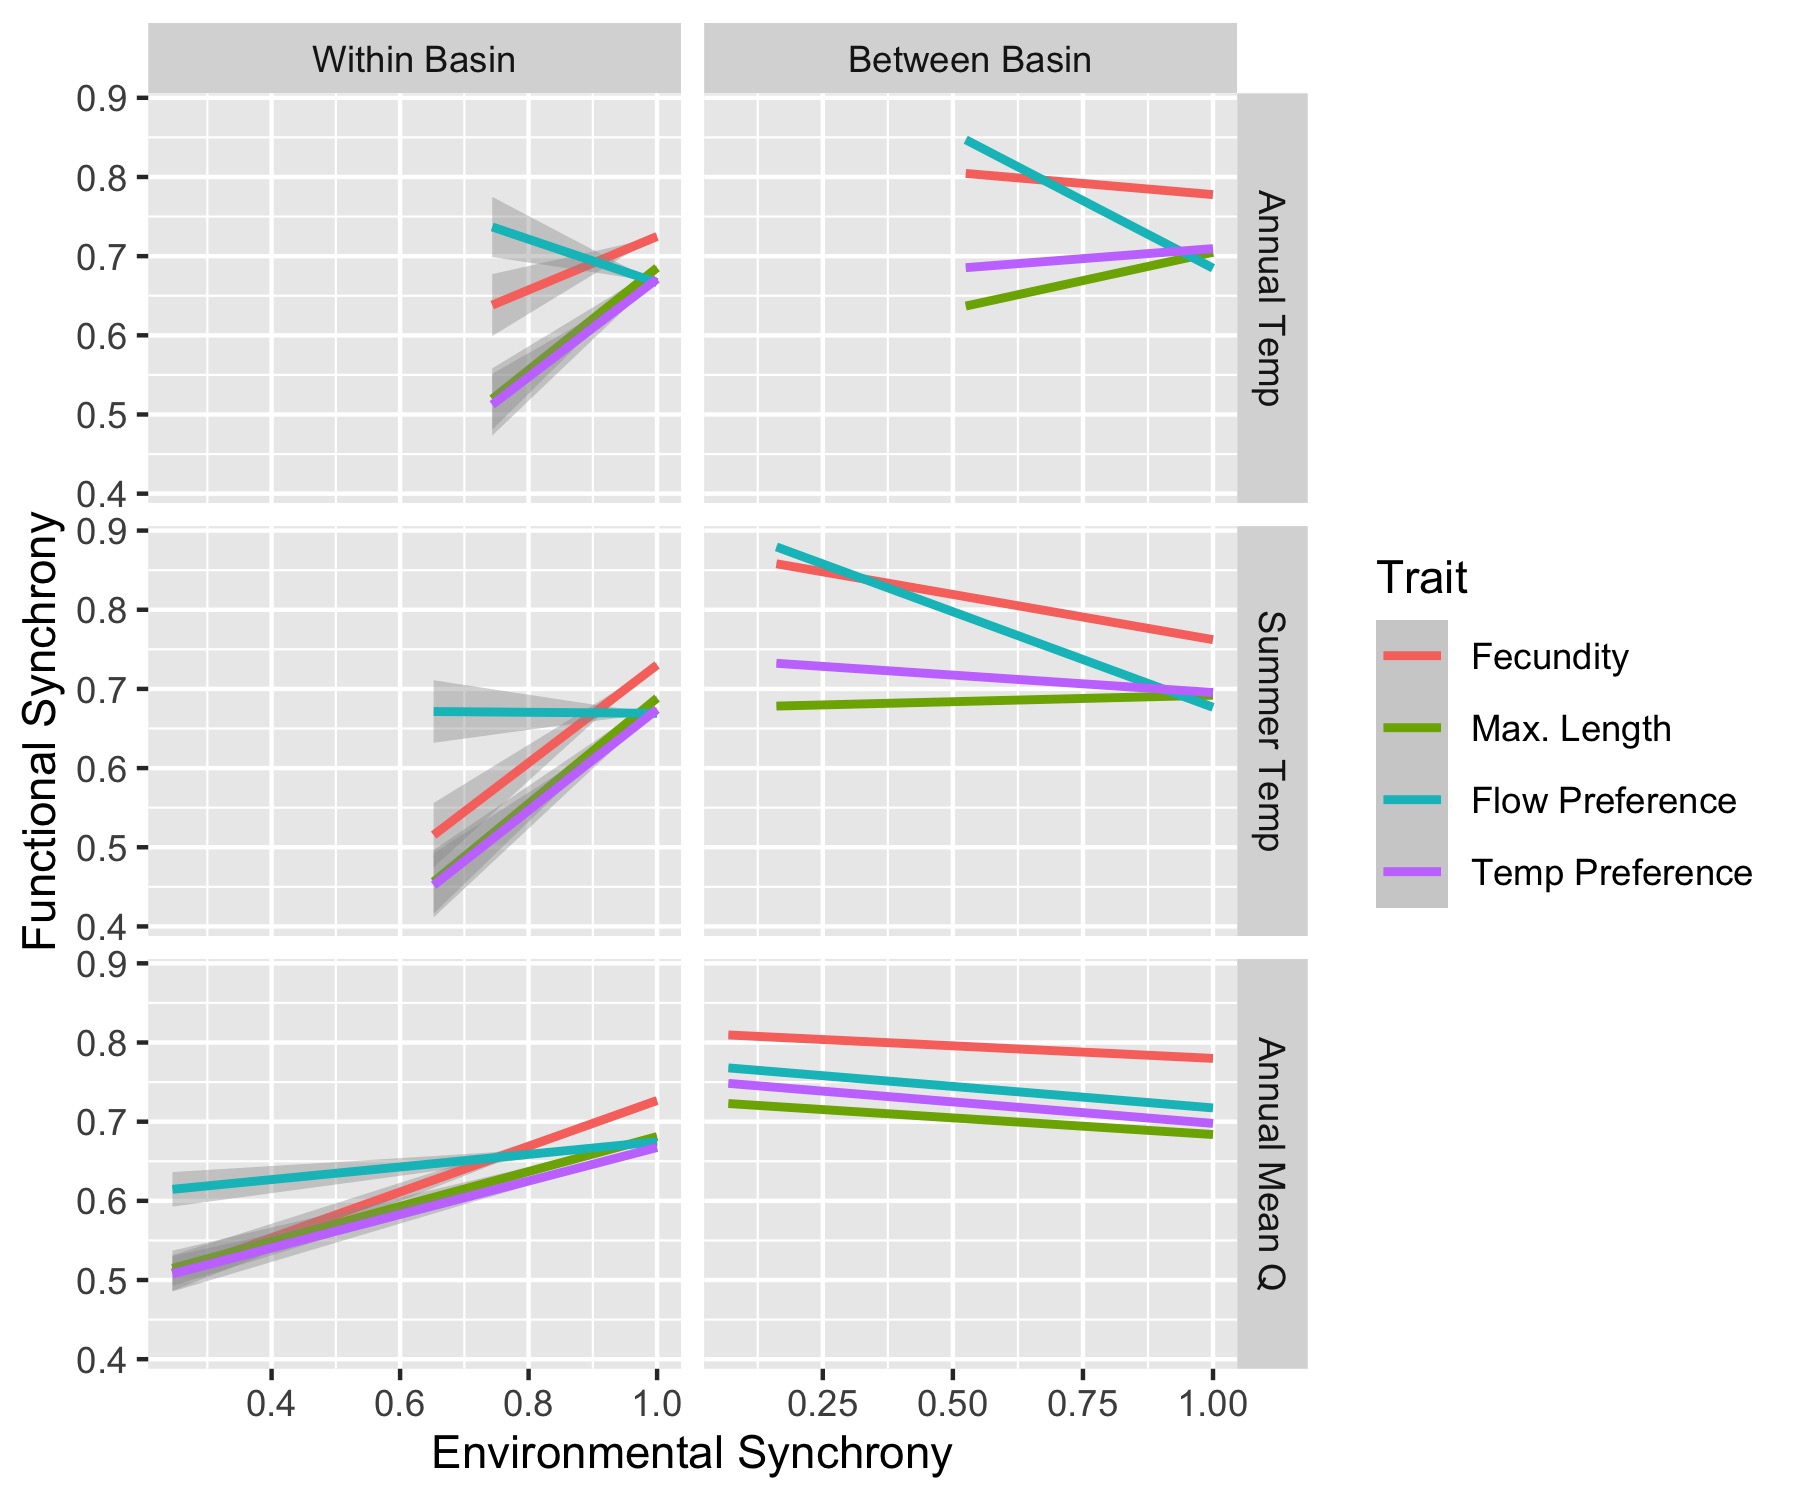 Within Basin
Between Basin
0.9
0.8
0.7
0.6
0.5
0.4
Annual Temp
0.9
0.8
0.7
0.6
0.5
0.4
Summer Temp
0.9
0.8
0.7
0.6
0.5
0.4
Annual Mean Q
Functional Synchrony
0.4 0.6 0.8 1.0
0.25 0.50 0.75 1.00
Environmental Synchrony
Trait
Fecundity
Max. Length
Flow Preference
Temp Preference